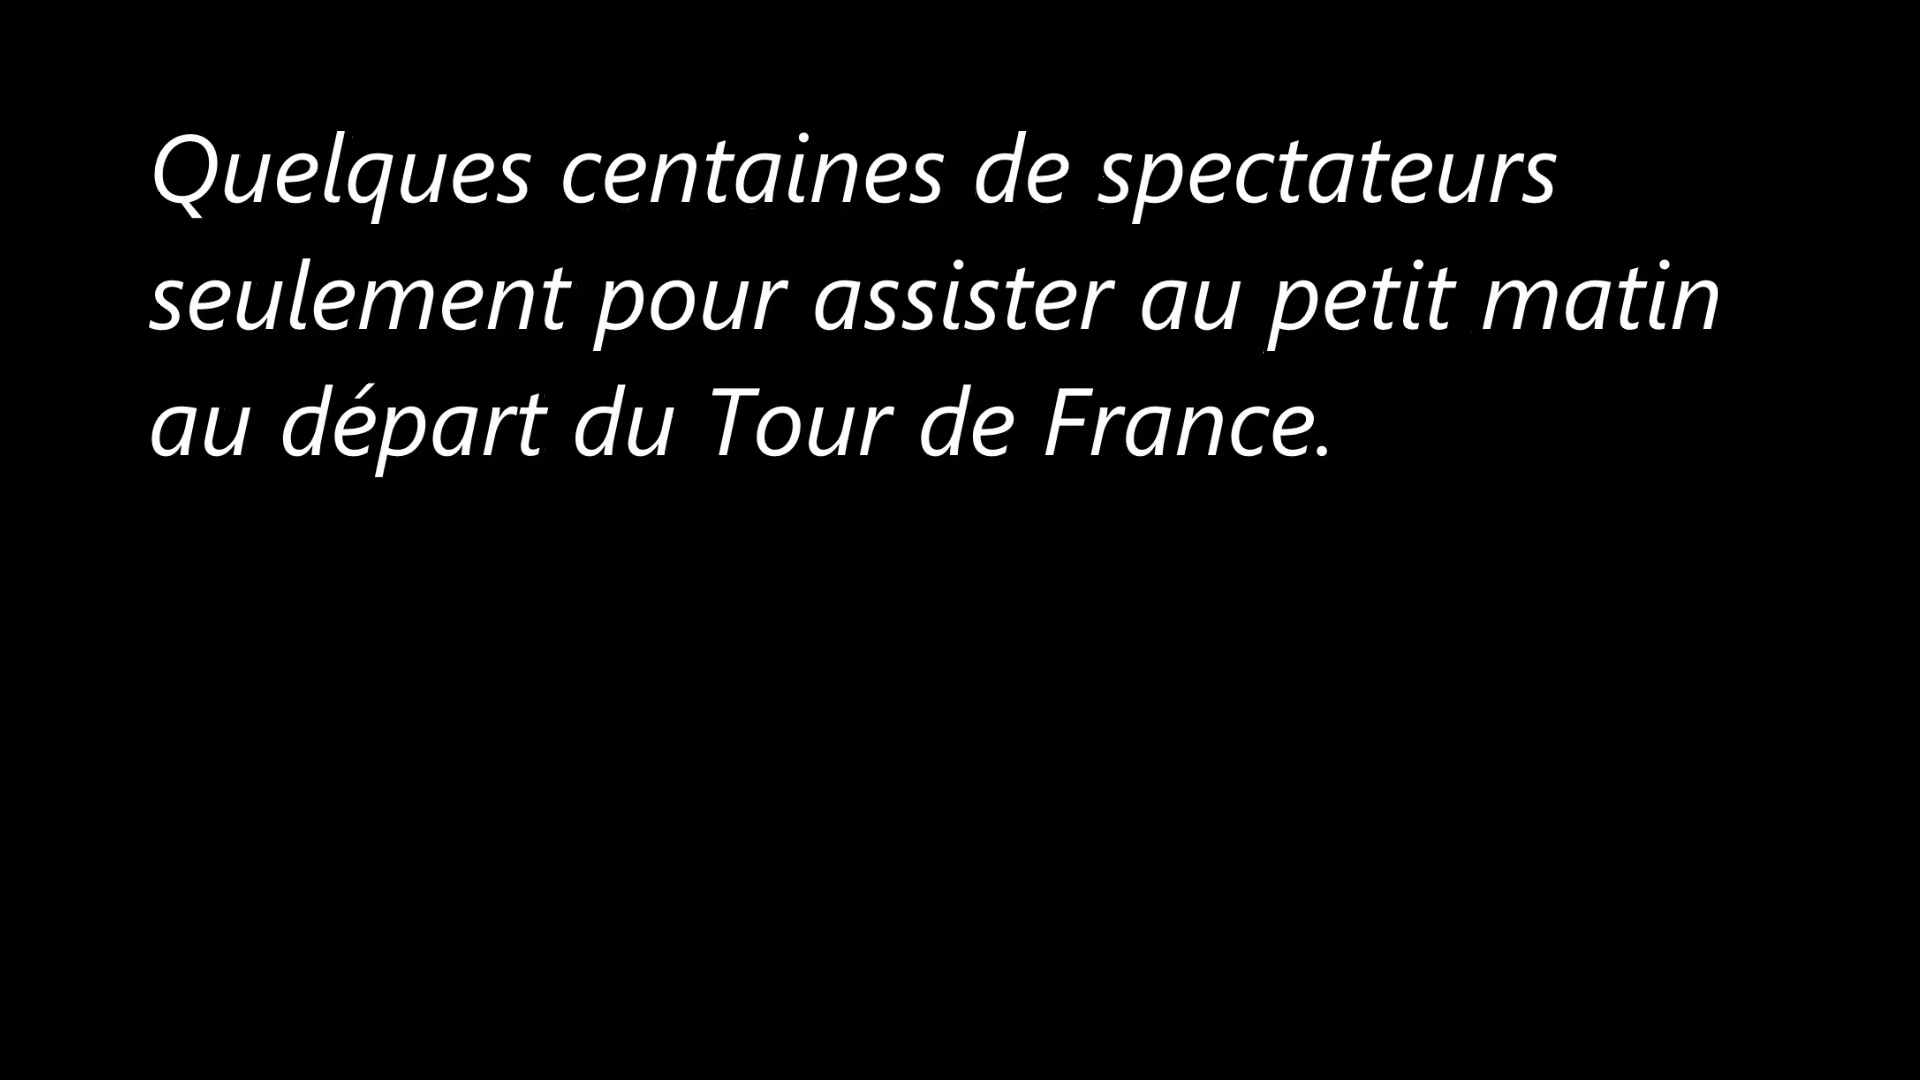 Quelques centaines de spectateurs
seulement pour assister au petit matin
au départ du Tour de France.